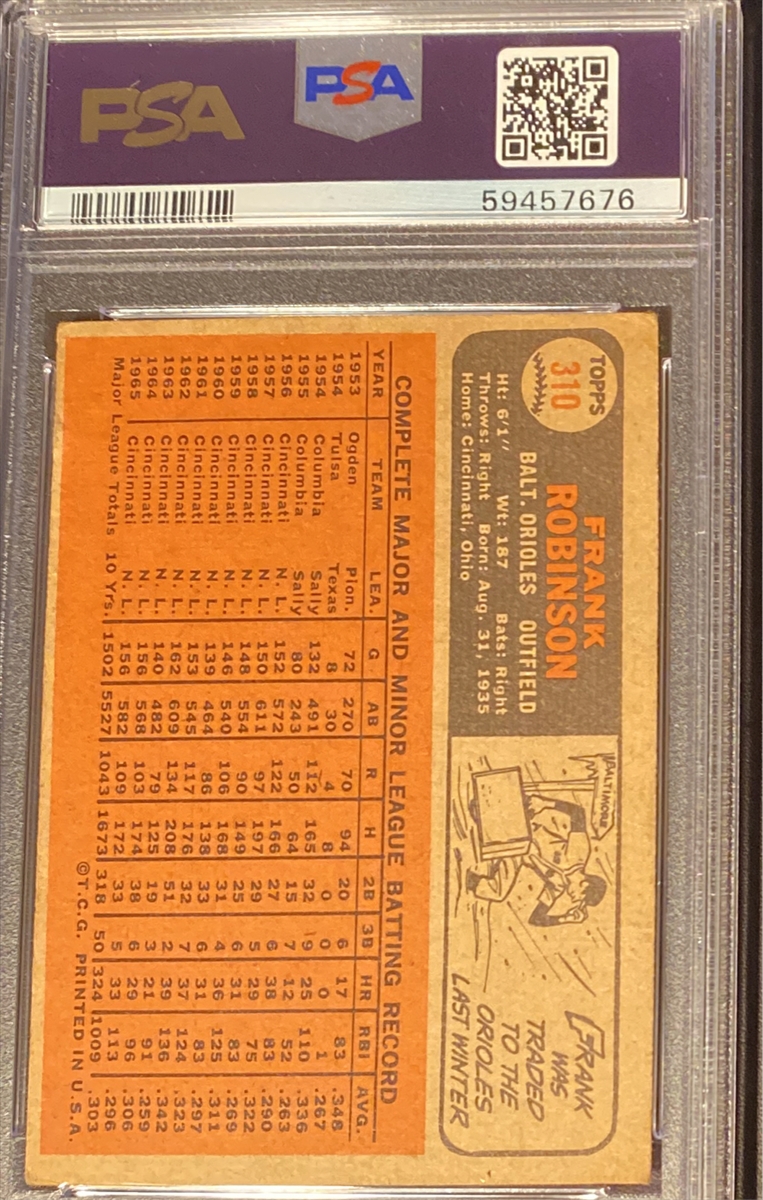 PSA
PSA
59457676
TOPPS
310
FRANK
ROBINSON
BALT. ORIOLES OUTFIELD
Ht: 6'1" Wt: 187 Bats: Right
Throws: Right Born: Aug. 31, 1935
Home: Cincinnati, Ohio
BALTIMORE
FRANK
WAS
TRADED
TO THE
ORIOLES
LAST WINTER
COMPLETE MAJOR AND MINOR LEAGUE BATTING RECORD
YEAR TEAM LEA. G AB R H 2B 3B HR RBI AVG.
1953 Ogden Pion. 72 270 70 94 20 6 17 83 .348
1954 Tulsa Texas 8 30 4 8 0 0 0 1 .267
1954 Columbia Sally 132 491 112 165 32 9 25 110 .336
1955 Columbia Sally 80 243 50 64 15 7 12 52 .263
1956 Cincinnati N. L. 152 572 122 166 27 6 38 83 .290
1957 Cincinnati N. L. 150 611 97 197 29 5 29 75 .322
1958 Cincinnati N. L. 148 554 90 149 25 6 31 83 .269
1959 Cincinnati N. L. 146 540 106 168 31 4 36 125 .311
1960 Cincinnati N. L. 139 464 86 138 33 6 31 83 .297
1961 Cincinnati N. L. 153 545 117 176 32 7 37 124 .323
1962 Cincinnati N. L. 162 609 134 208 51 2 39 136 .342
1963 Cincinnati N. L. 140 482 79 125 19 3 21 91 .259
1964 Cincinnati N. L. 156 568 103 174 38 6 29 96 .306
1965 Cincinnati N. L. 156 582 109 172 33 5 33 113 .296
Major League Totals 10 Yrs. 1502 5527 1043 1673 318 50 324 1009 .303
©T.C.G. PRINTED IN U.S.A.